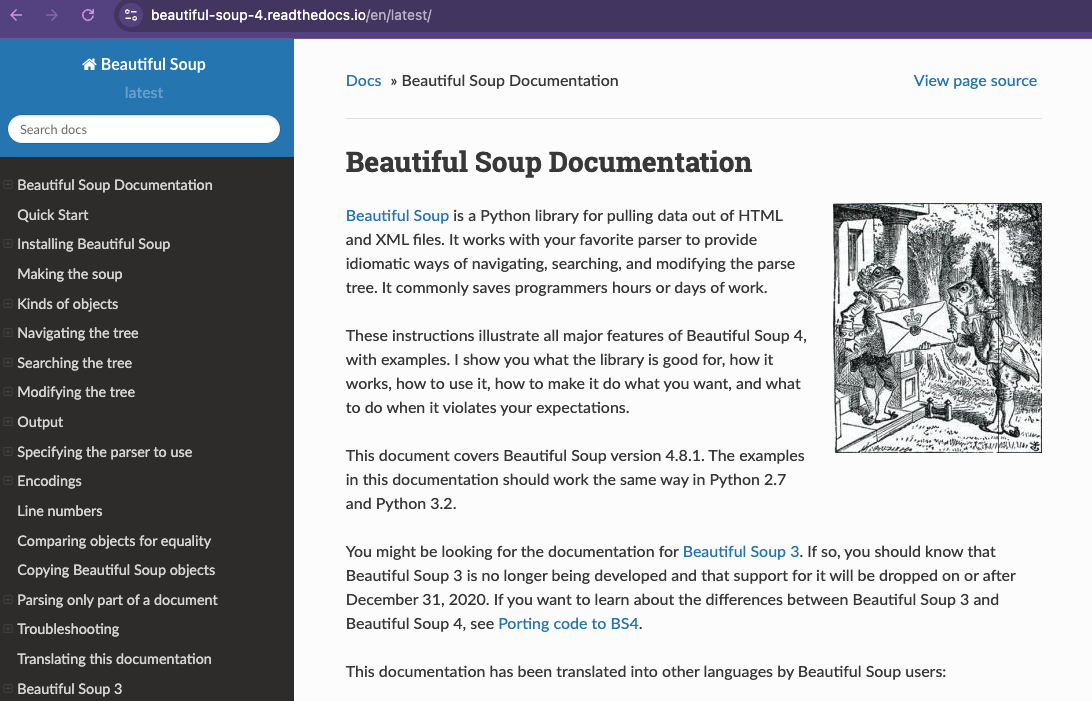 beautiful-soup-4.readthedocs.io/en/latest/
Beautiful Soup
latest
Search docs
Beautiful Soup Documentation
Quick Start
Installing Beautiful Soup
Making the soup
Kinds of objects
Navigating the tree
Searching the tree
Modifying the tree
Output
Specifying the parser to use
Encodings
Line numbers
Comparing objects for equality
Copying Beautiful Soup objects
Parsing only part of a document
Troubleshooting
Translating this documentation
Beautiful Soup 3
Docs » Beautiful Soup Documentation
View page source
Beautiful Soup Documentation
Beautiful Soup is a Python library for pulling data out of HTML
and XML files. It works with your favorite parser to provide
idiomatic ways of navigating, searching, and modifying the parse
tree. It commonly saves programmers hours or days of work.
These instructions illustrate all major features of Beautiful Soup 4,
with examples. I show you what the library is good for, how it
works, how to use it, how to make it do what you want, and what
to do when it violates your expectations.
This document covers Beautiful Soup version 4.8.1. The examples
in this documentation should work the same way in Python 2.7
and Python 3.2.
You might be looking for the documentation for Beautiful Soup 3. If so, you should know that
Beautiful Soup 3 is no longer being developed and that support for it will be dropped on or after
December 31, 2020. If you want to learn about the differences between Beautiful Soup 3 and
Beautiful Soup 4, see Porting code to BS4.
This documentation has been translated into other languages by Beautiful Soup users: